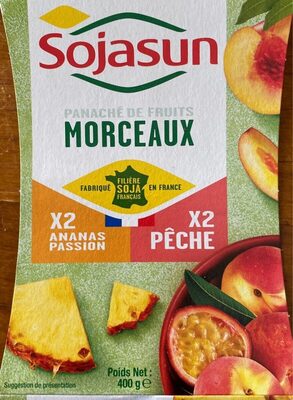 Sojasun
PANACHÉ DE FRUITS
MORCEAUX
FABRIQUÉ
FILIÈRE
SOJA
FRANÇAIS
EN FRANCE
X2
ANANAS
PASSION
X2
PÊCHE
Poids Net :
400 g e
Suggestion de présentation